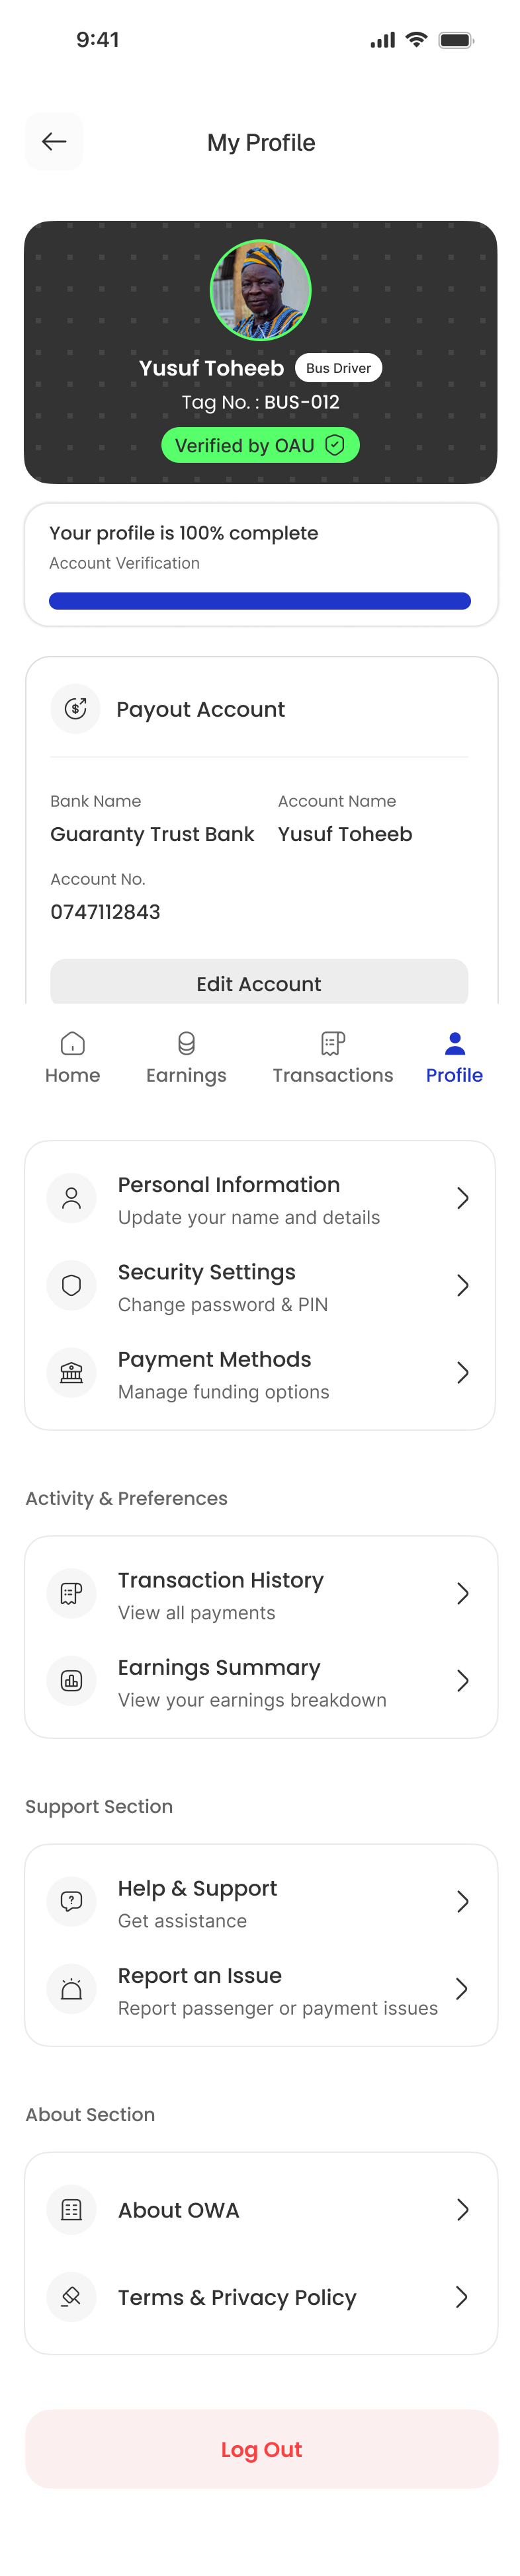 9:41
My Profile
Yusuf Toheeb Bus Driver
Tag No. : BUS-012
Verified by OAU
Your profile is 100% complete
Account Verification
$ Payout Account
Bank Name Account Name
Guaranty Trust Bank Yusuf Toheeb
Account No.
0747112843
Edit Account
Home Earnings Transactions Profile
Personal Information
Update your name and details
Security Settings
Change password & PIN
Payment Methods
Manage funding options
Activity & Preferences
Transaction History
View all payments
Earnings Summary
View your earnings breakdown
Support Section
Help & Support
Get assistance
Report an Issue
Report passenger or payment issues
About Section
About OWA
Terms & Privacy Policy
Log Out